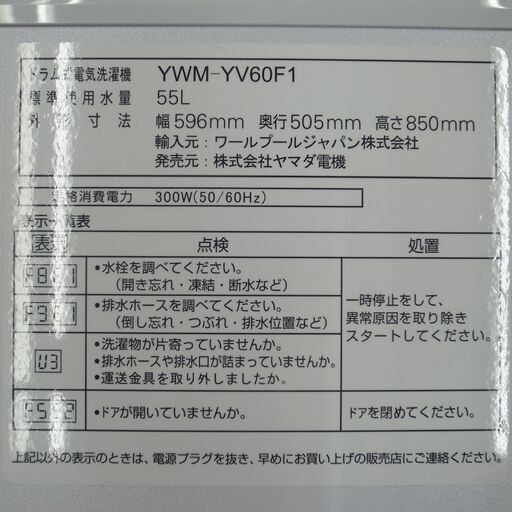 ドラム式電気洗濯機 YWM-YV60F1
標準使用水量 55L
外形寸法 幅596mm 奥行505mm 高さ850mm
輸入元：ワールプールジャパン株式会社
発売元：株式会社ヤマダ電機
定格消費電力 300W(50/60Hz)
表示一覧表
表示 点検 処置
•水栓を調べてください。
(開き忘れ・凍結・断水など)
•排水ホースを調べてください。
(倒し忘れ・つぶれ・排水位置など)
一時停止をして、
異常原因を取り除き
スタートしてください。
U3
•洗濯物が片寄っていませんか。
•排水ホースや排水口が詰まっていませんか。
•運送金具を取り外しましたか。
•ドアが開いていませんか。 ドアを閉めてください。
上記以外の表示のときは、電源プラグを抜き、早めにお買い上げの販売店にご連絡ください。